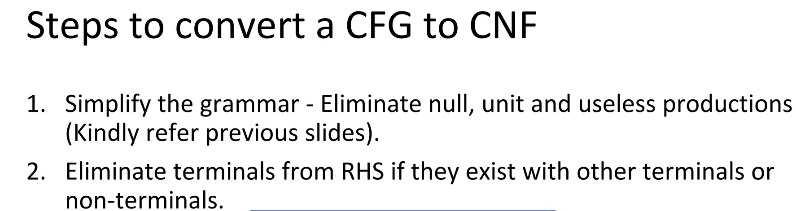 Steps to convert a CFG to CNF
1. Simplify the grammar - Eliminate null, unit and useless productions
(Kindly refer previous slides).
2. Eliminate terminals from RHS if they exist with other terminals or
non-terminals.